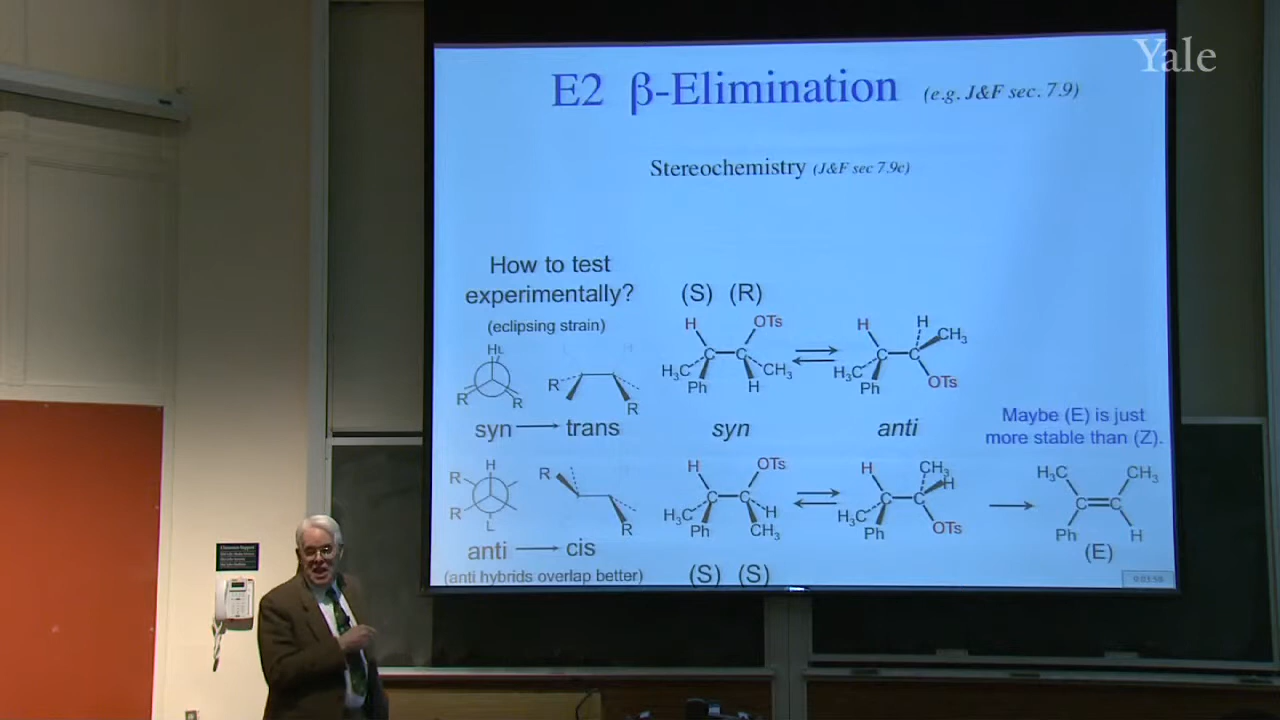 Yale
E2 β-Elimination (e.g. J&F sec. 7.9)
Stereochemistry (J&F sec 7.9c)
How to test
experimentally?
(eclipsing strain)
HL
R R
R
R
syn → trans
R
R
H
L
R
R
anti → cis
(anti hybrids overlap better)
(S) (R)
H OTs
C C
H₃C CH₃
Ph H
syn
H H
CH₃
C C
H₃C
Ph OTs
anti
H OTs
C C
H₃C H
Ph CH₃
(S) (S)
H CH₃
H
C C
H₃C
Ph OTs
Maybe (E) is just
more stable than (Z).
H₃C CH₃
C=C
Ph H
(E)